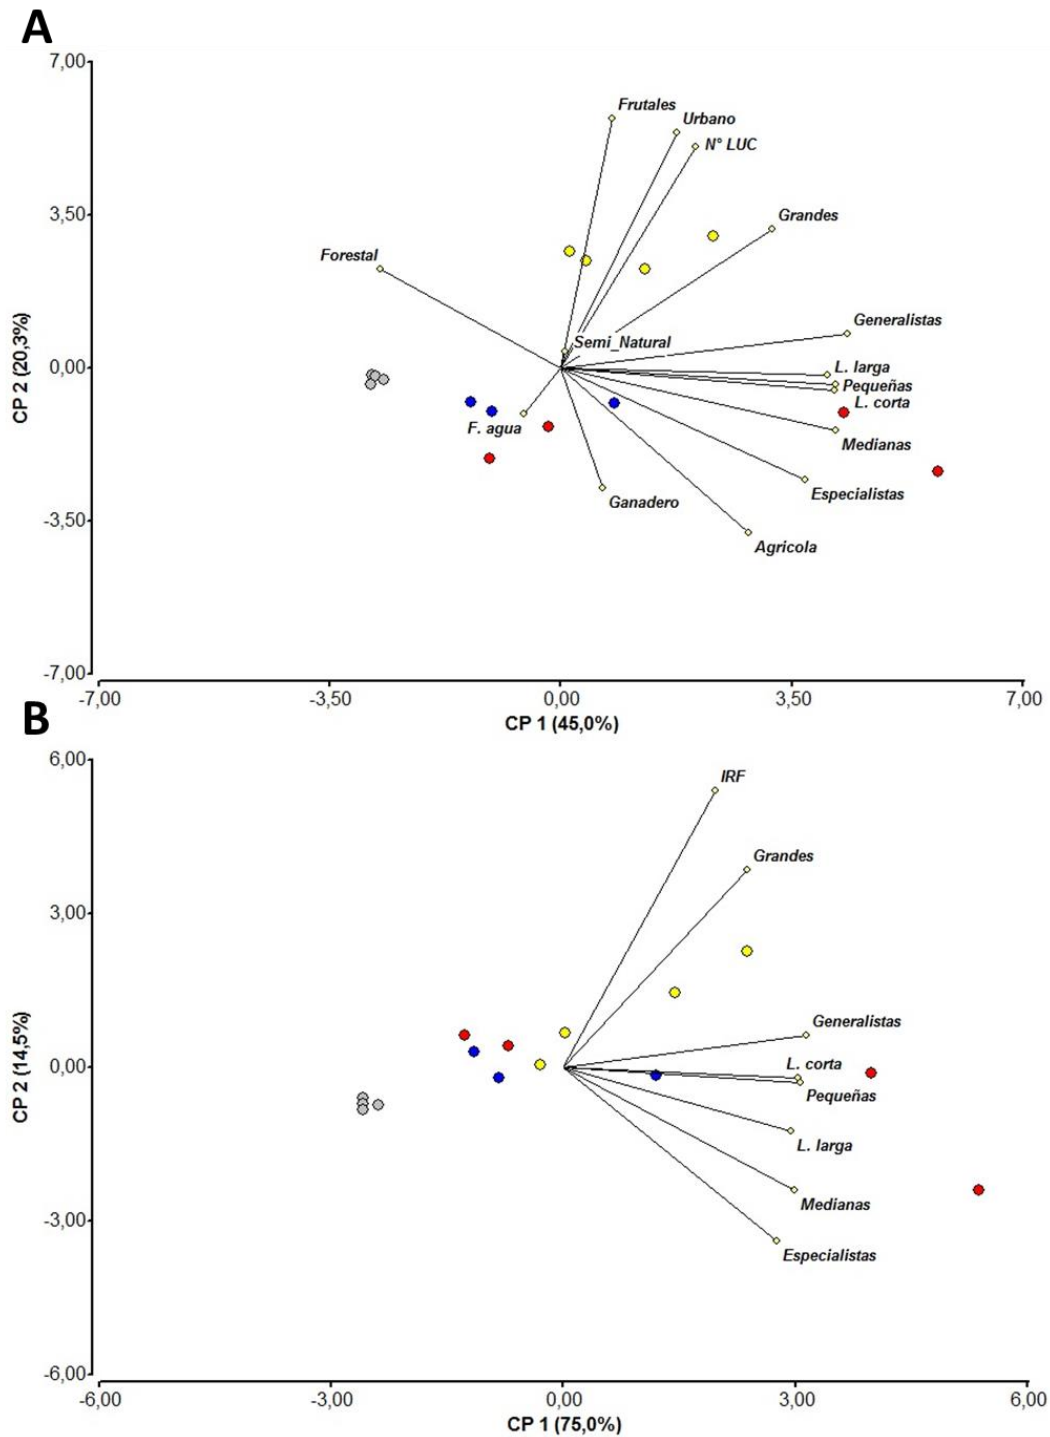 A
7,00
Frutales
Urbano
N° LUC
3,50
Grandes
Forestal
Generalistas
Semi_Natural
L. larga
0,00
Pequeñas
L. corta
F. agua
Medianas
Especialistas
Ganadero
-3,50
Agricola
CP 2 (20,3%)
-7,00
-7,00 -3,50 0,00 3,50 7,00
CP 1 (45,0%)
B
6,00
IRF
Grandes
3,00
Generalistas
L. corta
0,00
Pequeñas
L. larga
Medianas
-3,00
Especialistas
CP 2 (14,5%)
-6,00
-6,00 -3,00 0,00 3,00 6,00
CP 1 (75,0%)